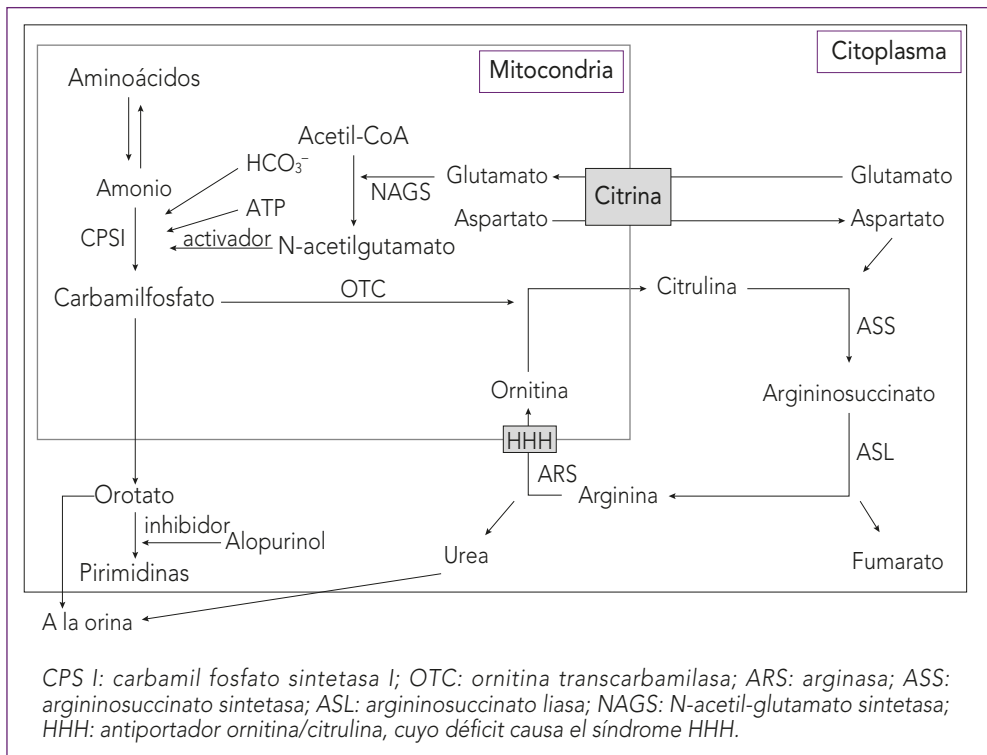 Citoplasma
Mitocondria
Aminoácidos
Acetil-CoA
HCO₃⁻
Amonio
NAGS
Glutamato
Citrina
Glutamato
ATP
Aspartato
Aspartato
CPSI
activador
N-acetilgutamato
Carbamilfosfato
OTC
Citrulina
ASS
Ornitina
Argininosuccinato
HHH
ASL
ARS
Orotato
Arginina
inhibidor
Alopurinol
Urea
Fumarato
Pirimidinas
A la orina
CPS I: carbamil fosfato sintetasa I; OTC: ornitina transcarbamilasa; ARS: arginasa; ASS:
argininosuccinato sintetasa; ASL: argininosuccinato liasa; NAGS: N-acetil-glutamato sintetasa;
HHH: antiportador ornitina/citrulina, cuyo déficit causa el síndrome HHH.